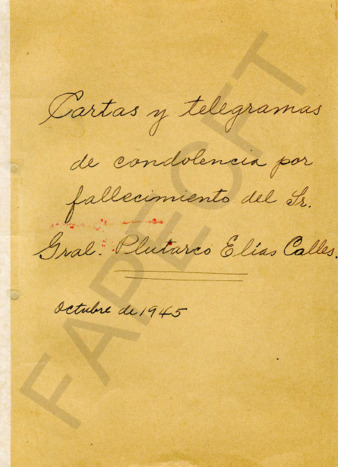 Cartas y telegramas
de condolencia por
fallecimiento del Sr.
Gral. Plutarco Elías Calles.
Octubre de 1945
FAPECFT